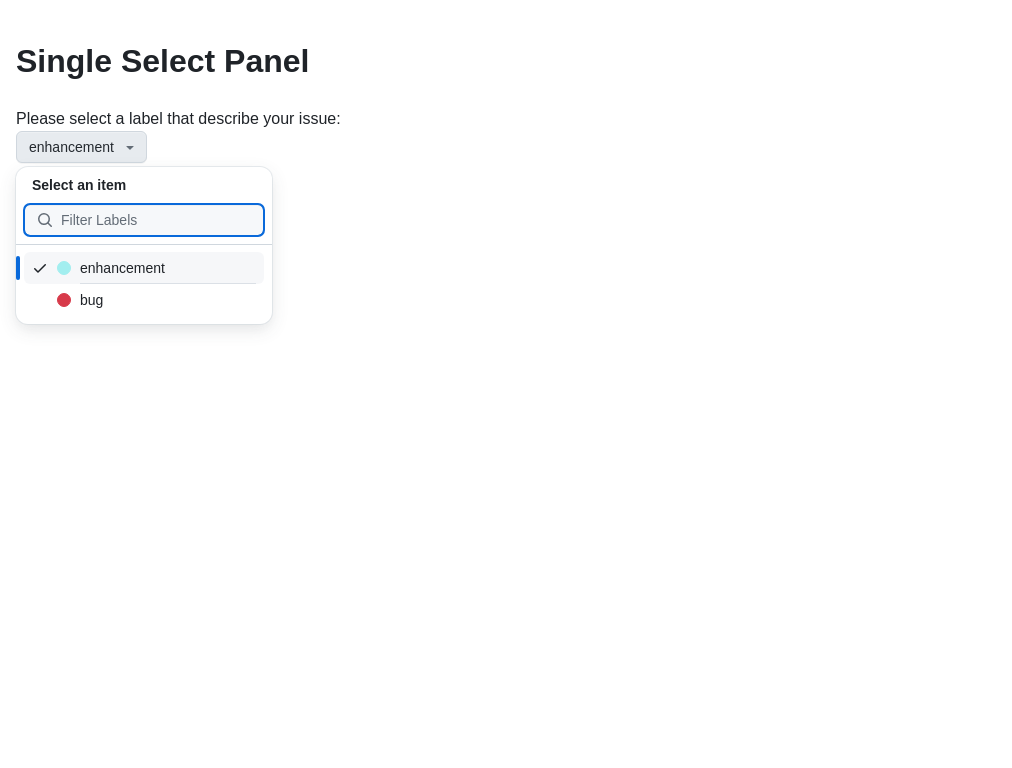 Single Select Panel
Please select a label that describe your issue:
enhancement
Select an item
Filter Labels
enhancement
bug